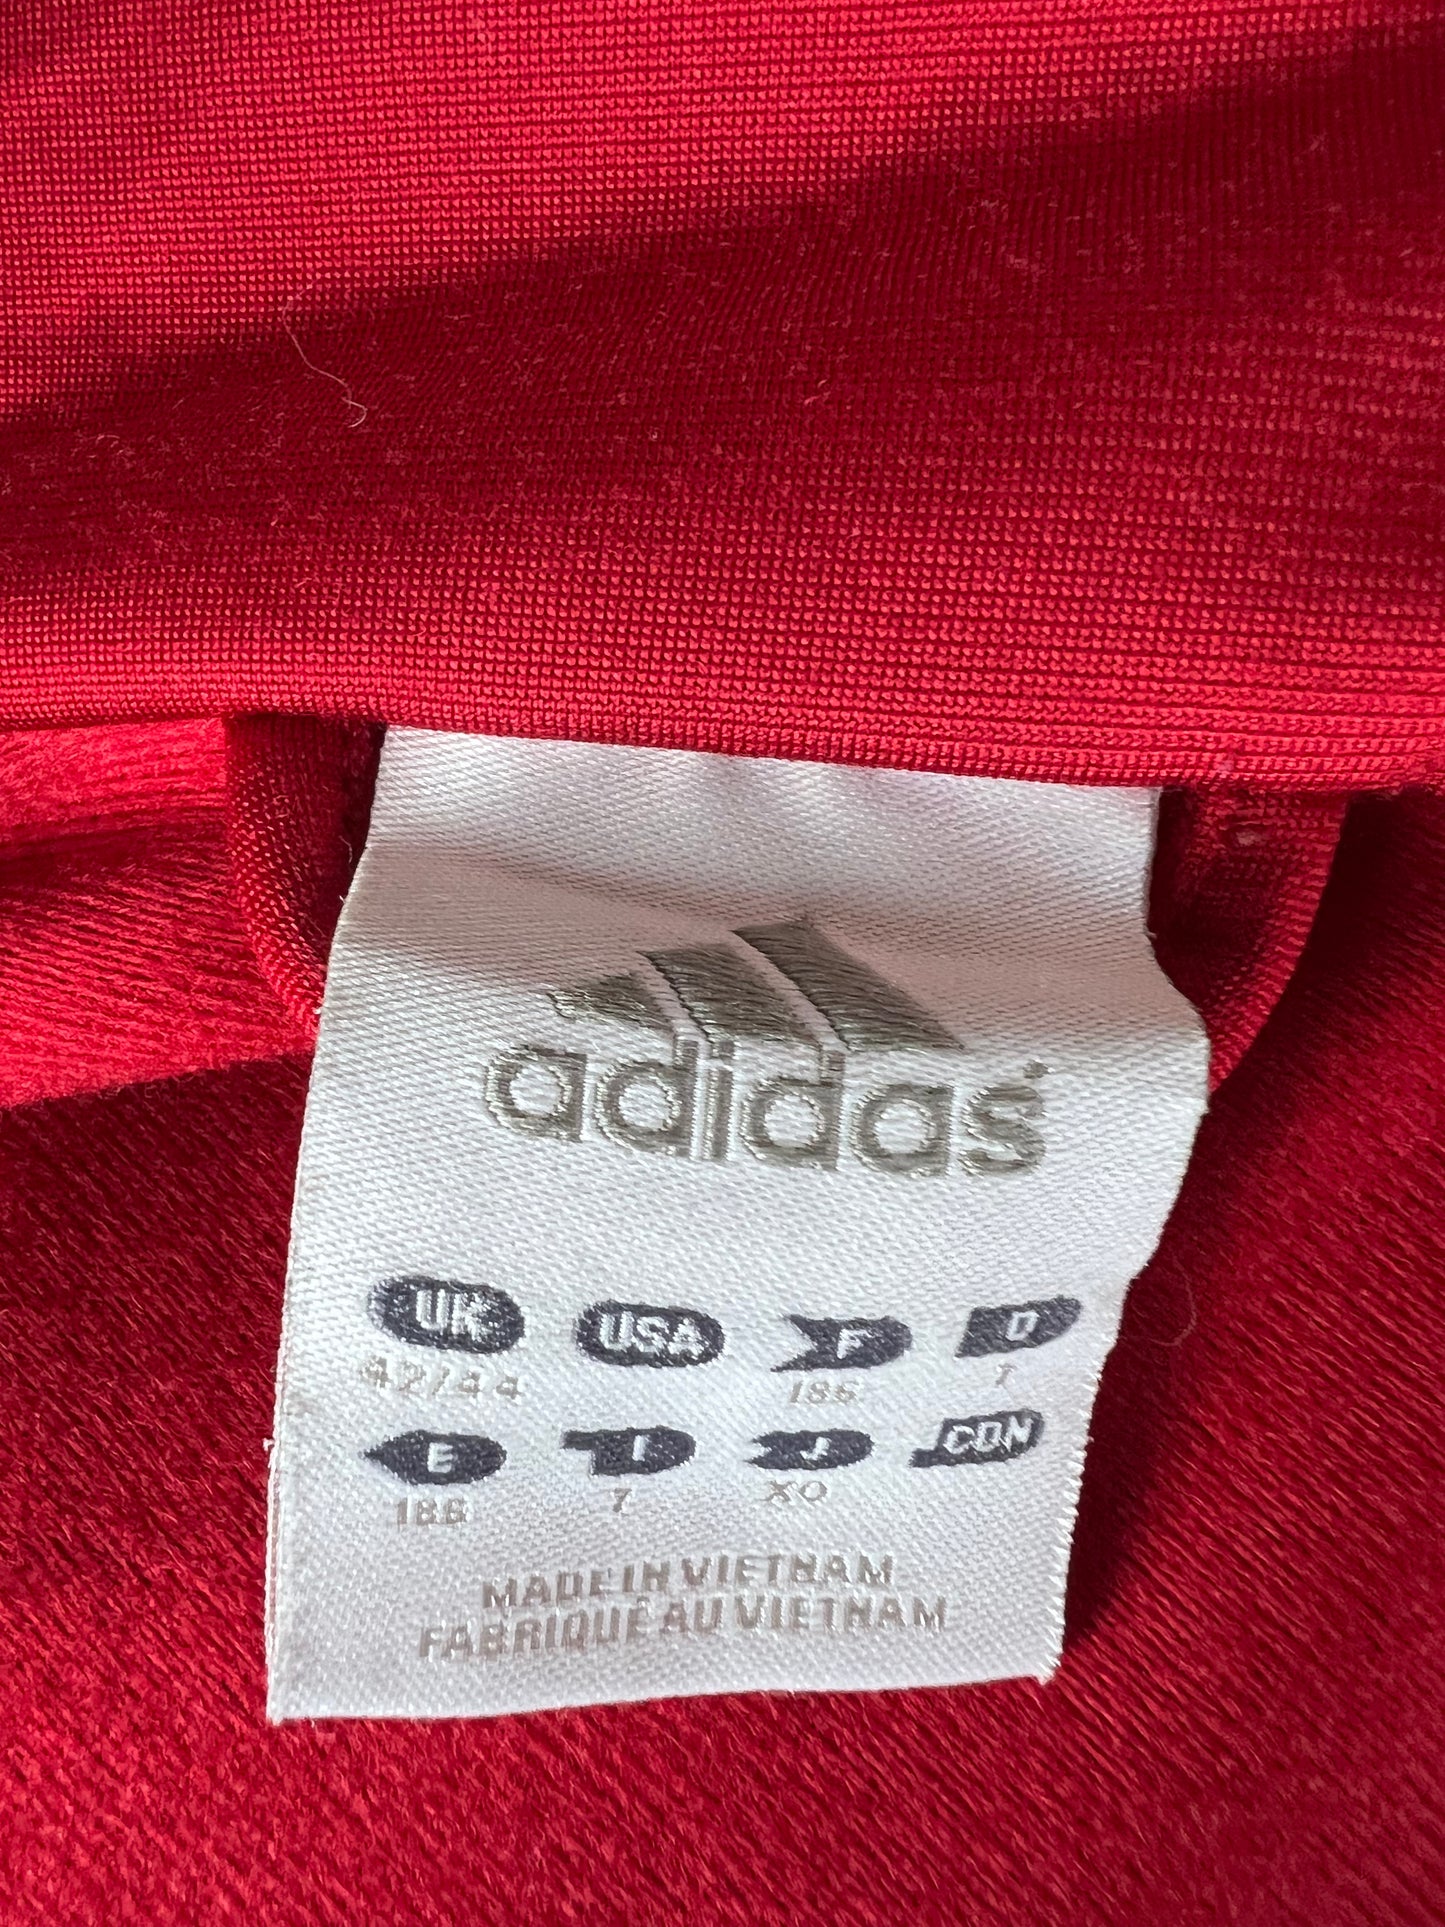 adidas
UK USA F D
42/44 186 7
E I J CDN
186 7 XO
MADE IN VIETNAM
FABRIQUÉ AU VIETNAM